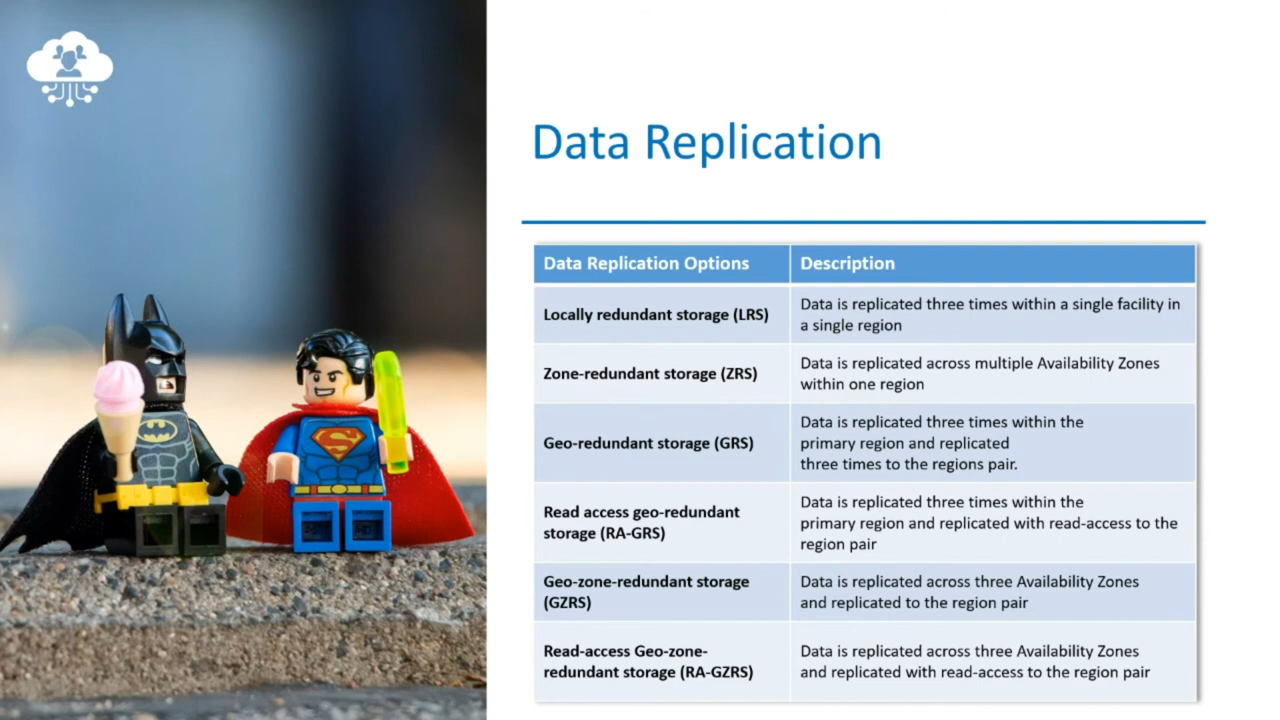 Data Replication
Data Replication Options
Description
Locally redundant storage (LRS)
Data is replicated three times within a single facility in
a single region
Zone-redundant storage (ZRS)
Data is replicated across multiple Availability Zones
within one region
Geo-redundant storage (GRS)
Data is replicated three times within the
primary region and replicated
three times to the regions pair.
Read access geo-redundant
storage (RA-GRS)
Data is replicated three times within the
primary region and replicated with read-access to the
region pair
Geo-zone-redundant storage
(GZRS)
Data is replicated across three Availability Zones
and replicated to the region pair
Read-access Geo-zone-
redundant storage (RA-GZRS)
Data is replicated across three Availability Zones
and replicated with read-access to the region pair